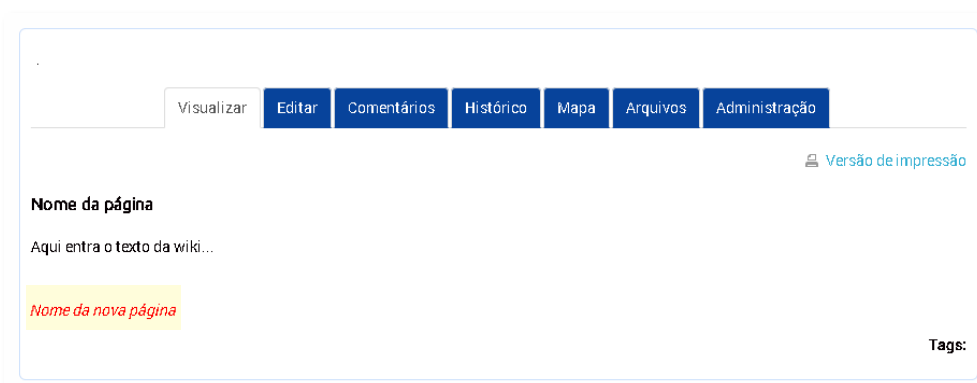 .
Visualizar Editar Comentários Histórico Mapa Arquivos Administração
Versão de impressão
Nome da página
Aqui entra o texto da wiki...
Nome da nova página
Tags: